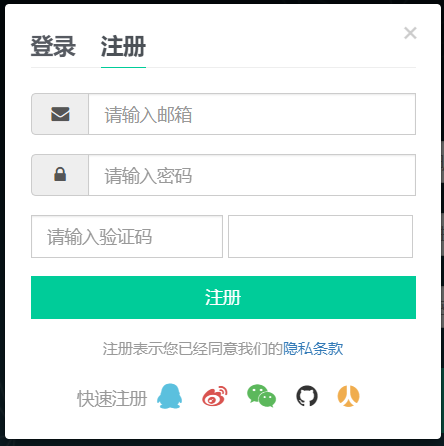 登录 注册
请输入邮箱
请输入密码
请输入验证码
注册
注册表示您已经同意我们的隐私条款
快速注册